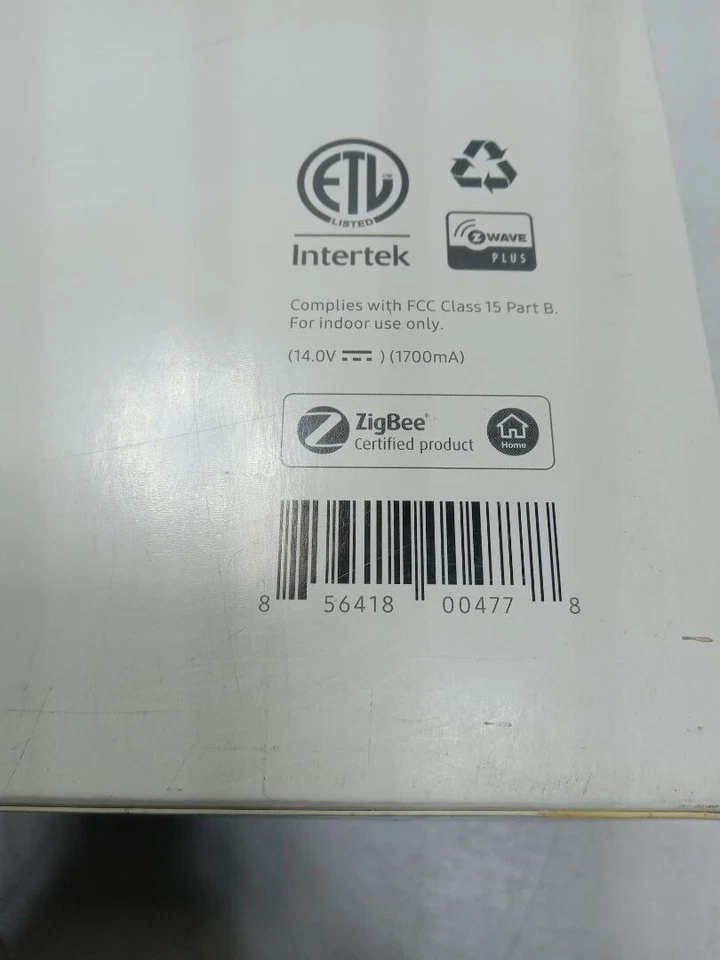 ETL
LISTED
Intertek
Z WAVE
PLUS
Complies with FCC Class 15 Part B.
For indoor use only.
(14.0V ⎓ ) (1700mA)
ZigBee®
Certified product
Home
8 56418 00477 8